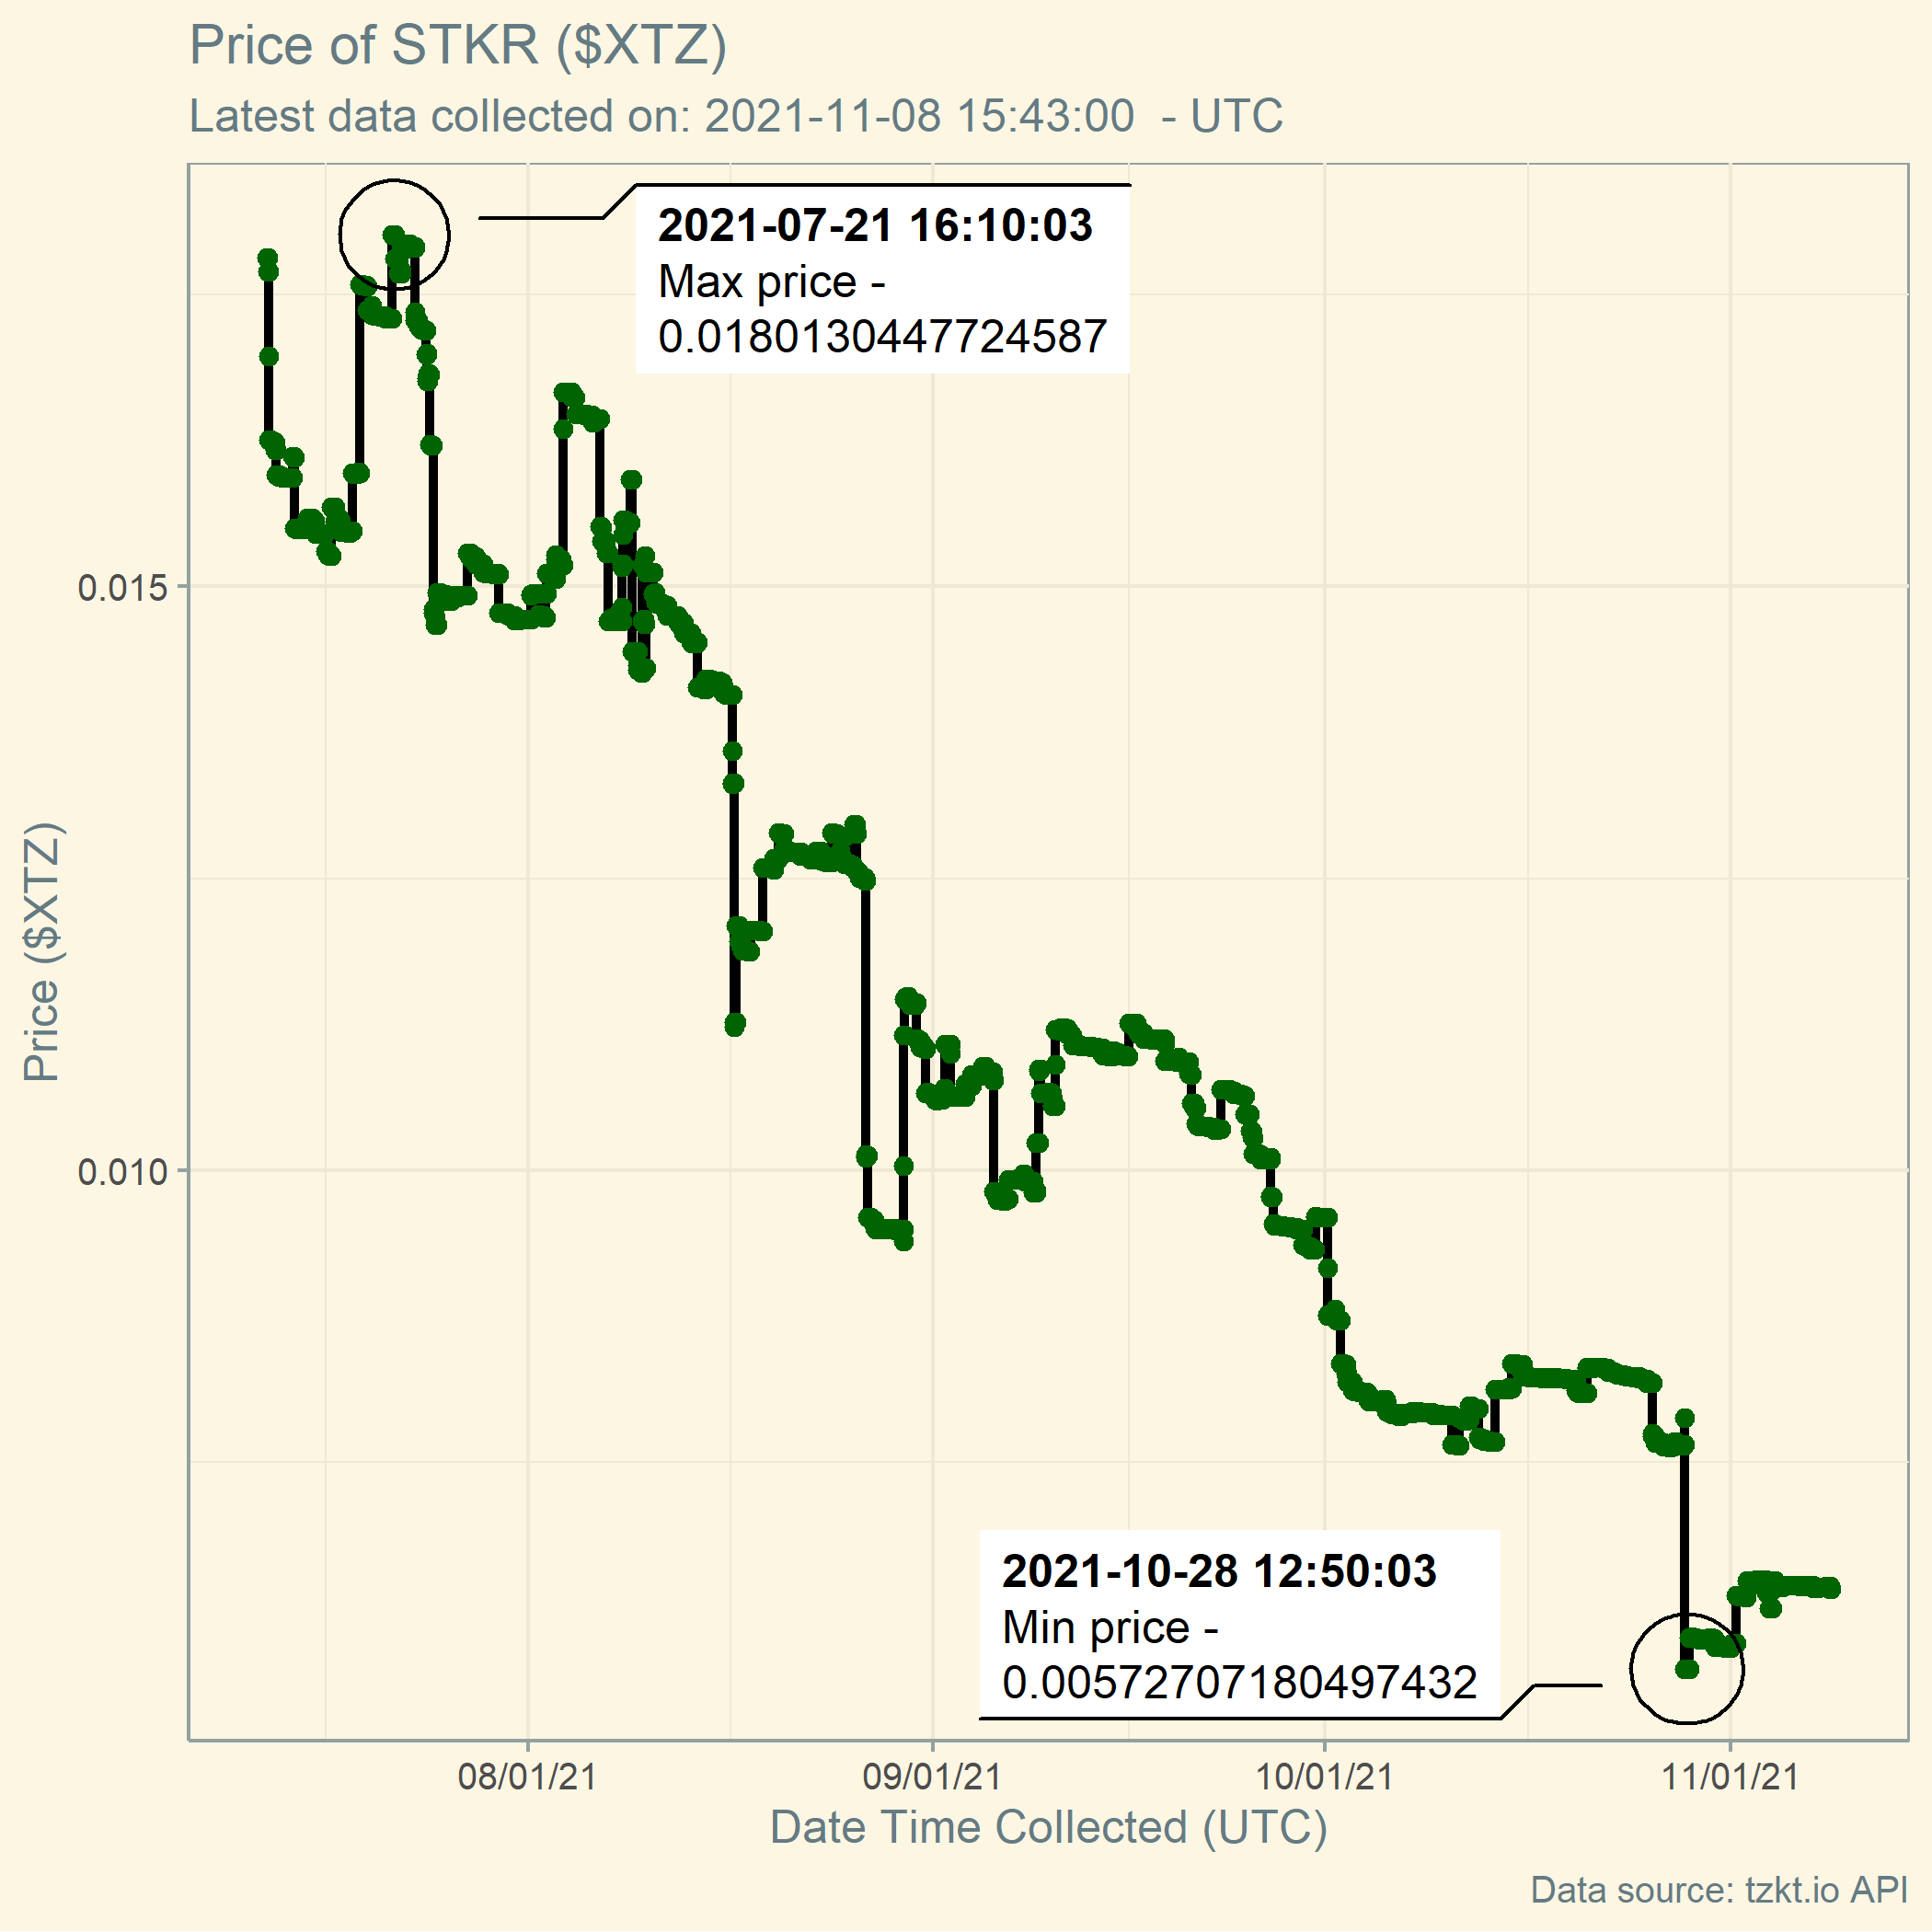 Price of STKR ($XTZ)
Latest data collected on: 2021-11-08 15:43:00  - UTC
2021-07-21 16:10:03
Max price -
0.0180130447724587
0.015
Price ($XTZ)
0.010
2021-10-28 12:50:03
Min price -
0.00572707180497432
08/01/21
09/01/21
10/01/21
11/01/21
Date Time Collected (UTC)
Data source: tzkt.io API